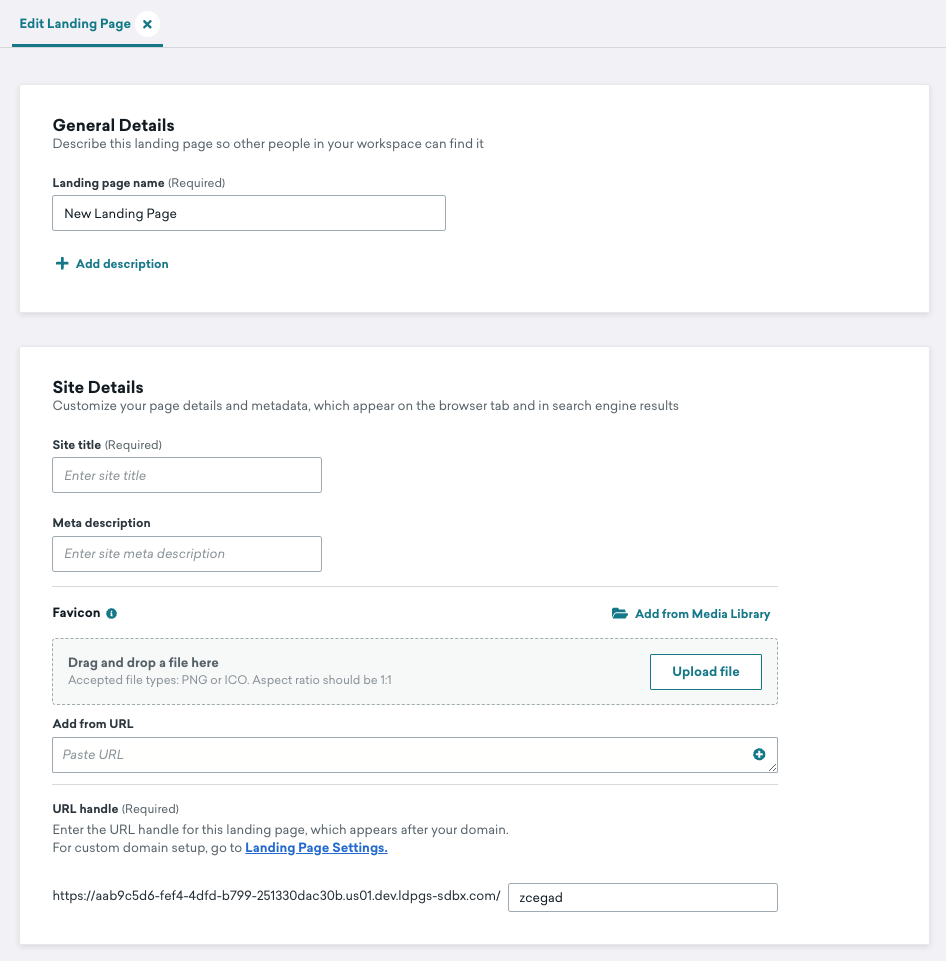 Edit Landing Page
General Details
Describe this landing page so other people in your workspace can find it
Landing page name (Required)
New Landing Page
Add description
Site Details
Customize your page details and metadata, which appear on the browser tab and in search engine results
Site title (Required)
Enter site title
Meta description
Enter site meta description
Favicon
Add from Media Library
Drag and drop a file here
Accepted file types: PNG or ICO. Aspect ratio should be 1:1
Upload file
Add from URL
Paste URL
URL handle (Required)
Enter the URL handle for this landing page, which appears after your domain.
For custom domain setup, go to Landing Page Settings.
https://aab9c5d6-fef4-4dfd-b799-251330dac30b.us01.dev.ldpgs-sdbx.com/ zcegad